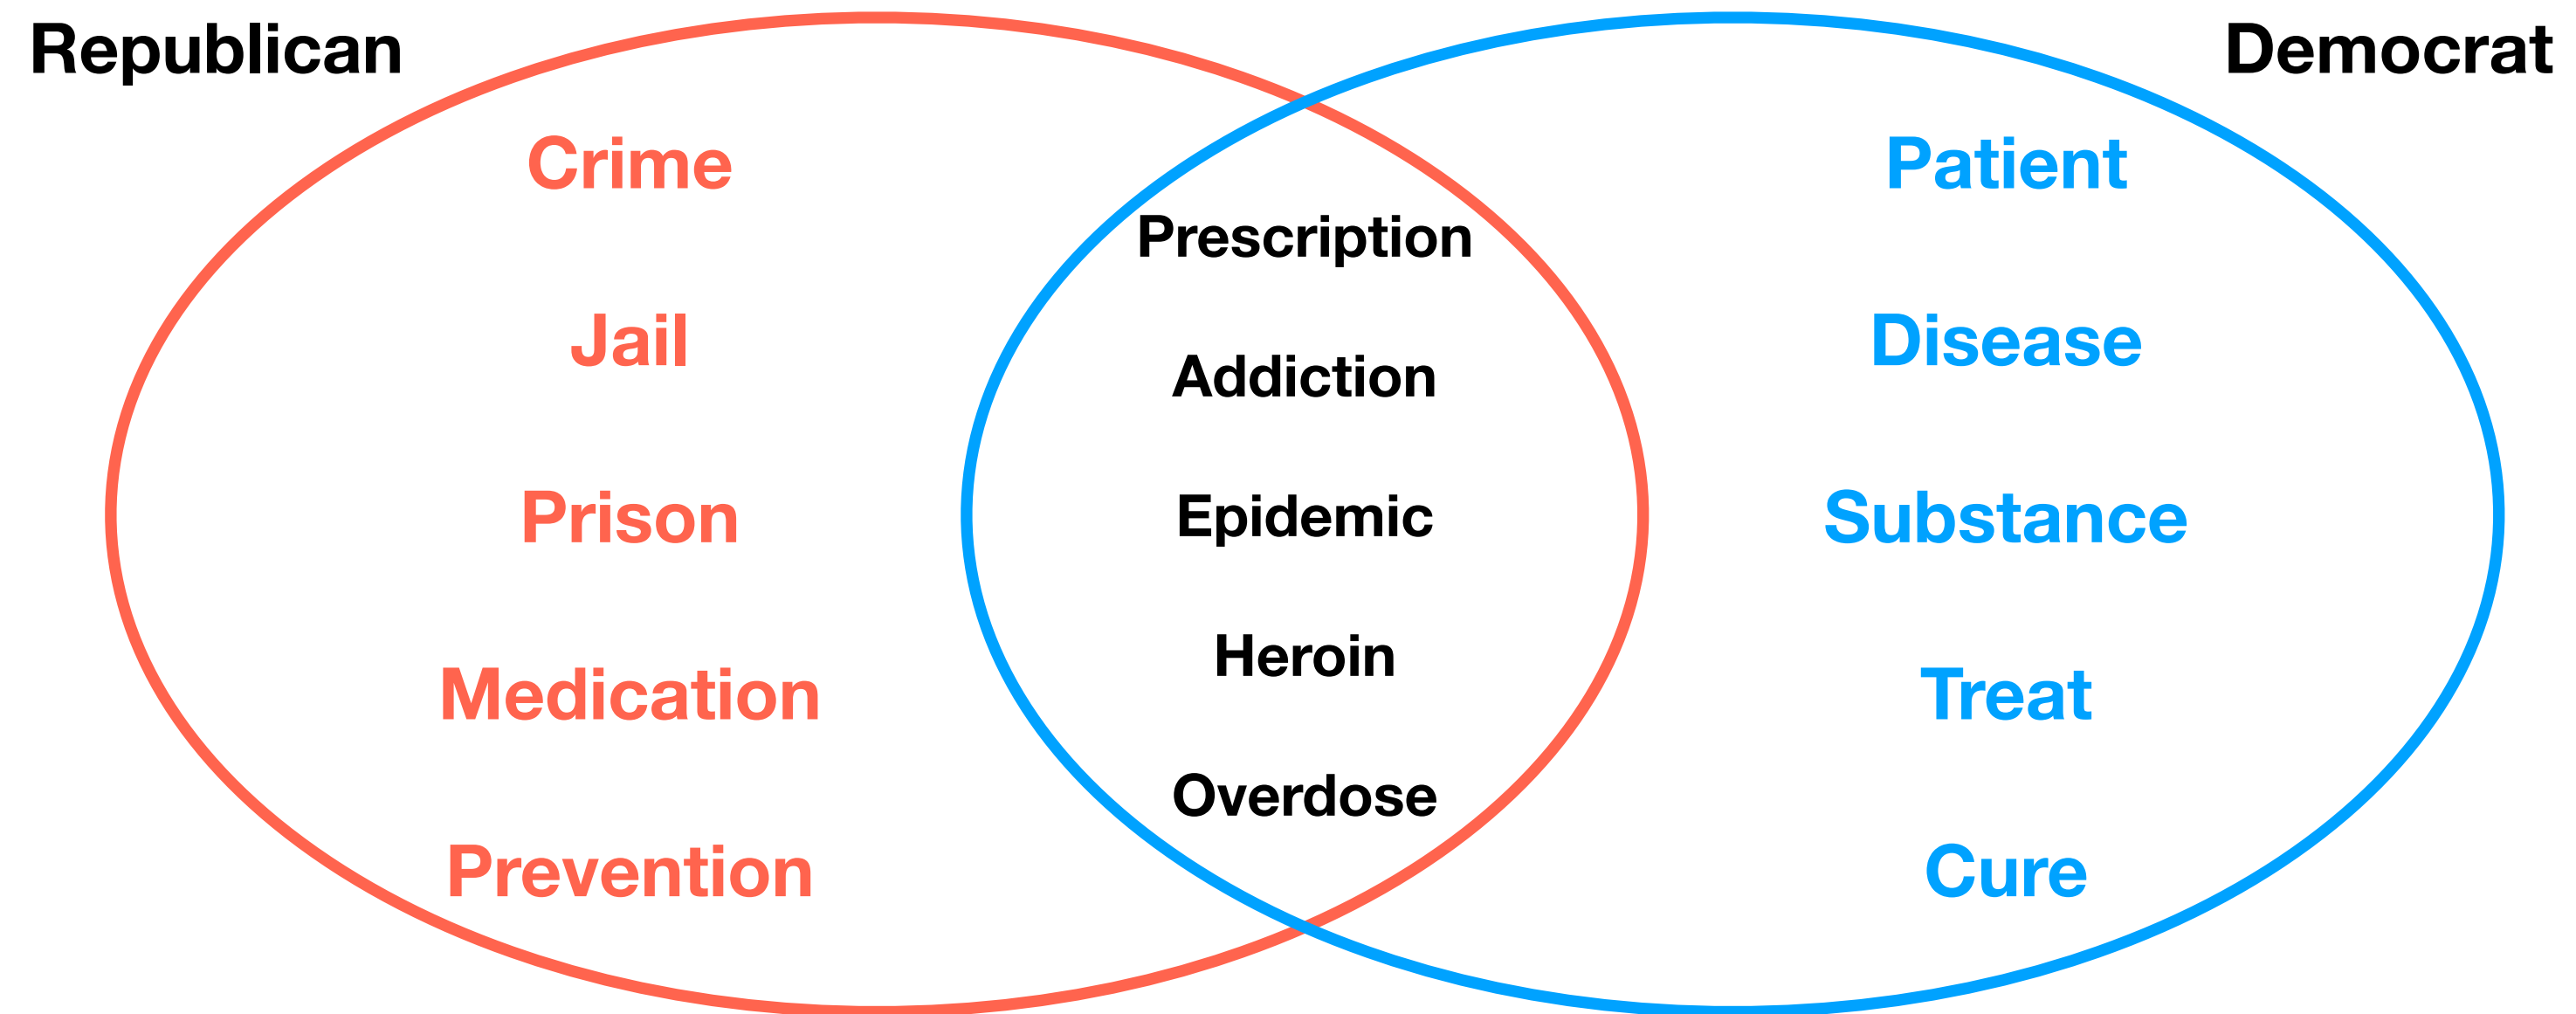 Republican
Democrat
Crime
Jail
Prison
Medication
Prevention
Prescription
Addiction
Epidemic
Heroin
Overdose
Patient
Disease
Substance
Treat
Cure